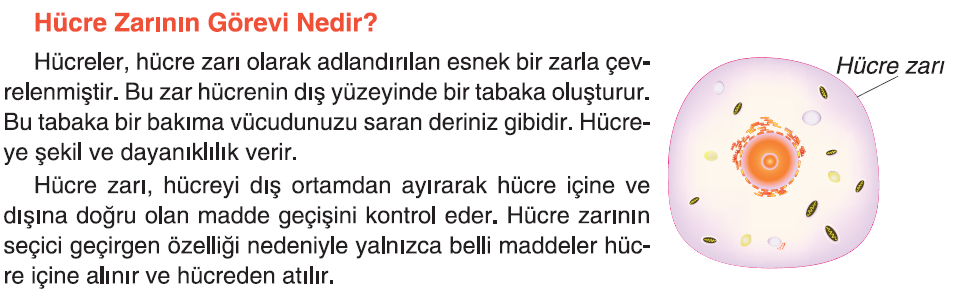 Hücre Zarının Görevi Nedir?
Hücreler, hücre zarı olarak adlandırılan esnek bir zarla çev-
relenmiştir. Bu zar hücrenin dış yüzeyinde bir tabaka oluşturur.
Bu tabaka bir bakıma vücudunuzu saran deriniz gibidir. Hücre-
ye şekil ve dayanıklılık verir.
Hücre zarı, hücreyi dış ortamdan ayırarak hücre içine ve
dışına doğru olan madde geçişini kontrol eder. Hücre zarının
seçici geçirgen özelliği nedeniyle yalnızca belli maddeler hüc-
re içine alınır ve hücreden atılır.
Hücre zarı